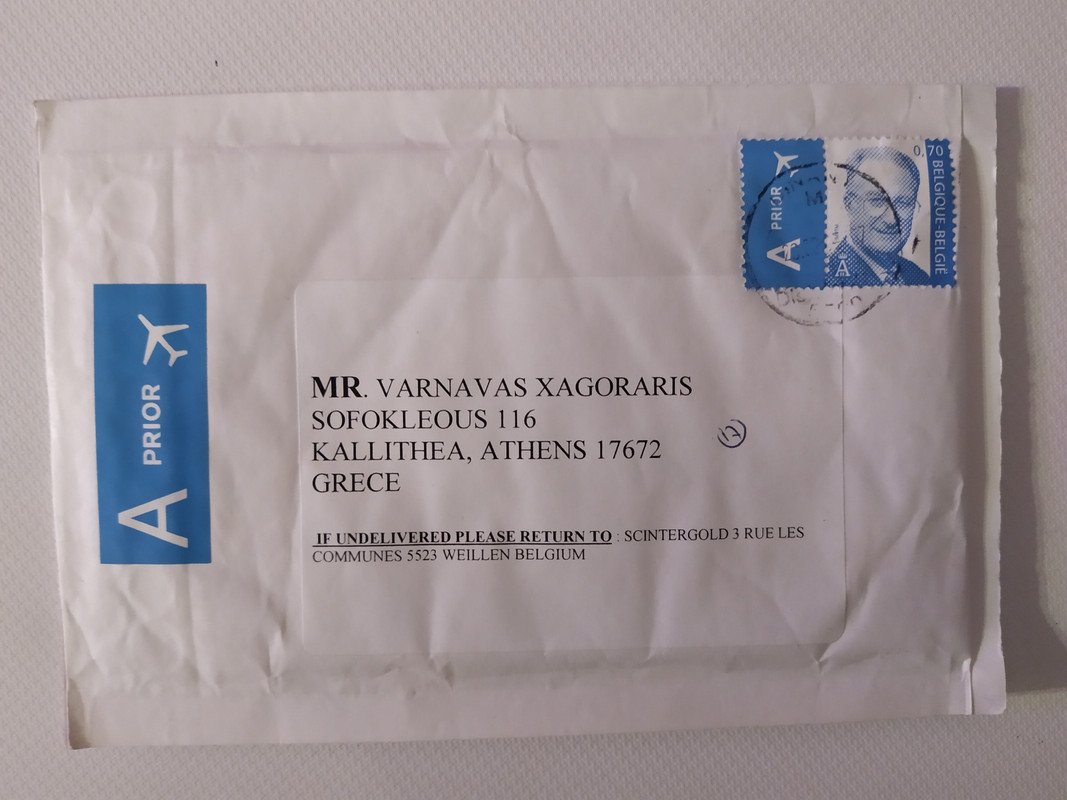 0,70
BELGIQUE-BELGIË
A PRIOR
A
A PRIOR
MR. VARNAVAS XAGORARIS
SOFOKLEOUS 116
KALLITHEA, ATHENS 17672
GRECE
IF UNDELIVERED PLEASE RETURN TO : SCINTERGOLD 3 RUE LES
COMMUNES 5523 WEILLEN BELGIUM